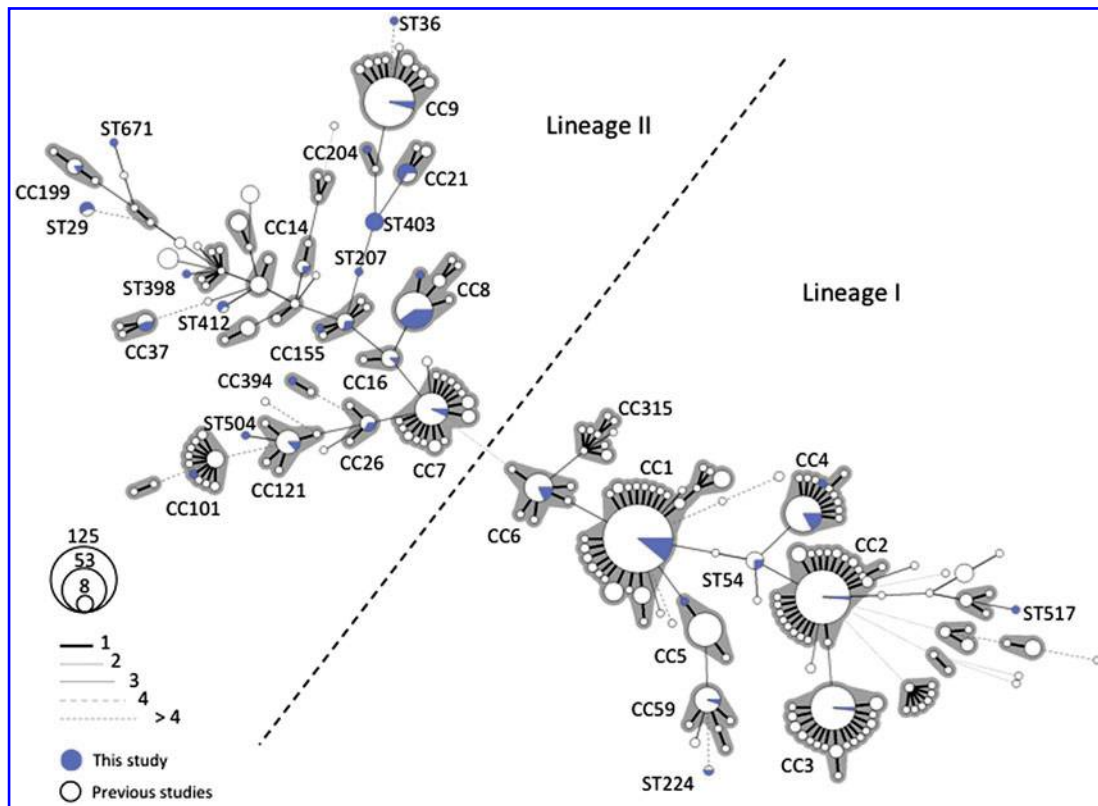 ST36
CC9
Lineage II
ST671
CC204
CC21
CC199
ST29
CC14
ST403
ST207
ST398
CC8
Lineage I
ST412
CC37
CC155
CC16
CC394
CC315
ST504
CC1
CC4
CC26
CC7
CC121
CC101
CC6
CC2
ST54
ST517
125
53
8
CC5
1
2
3
4
> 4
CC59
CC3
ST224
This study
Previous studies